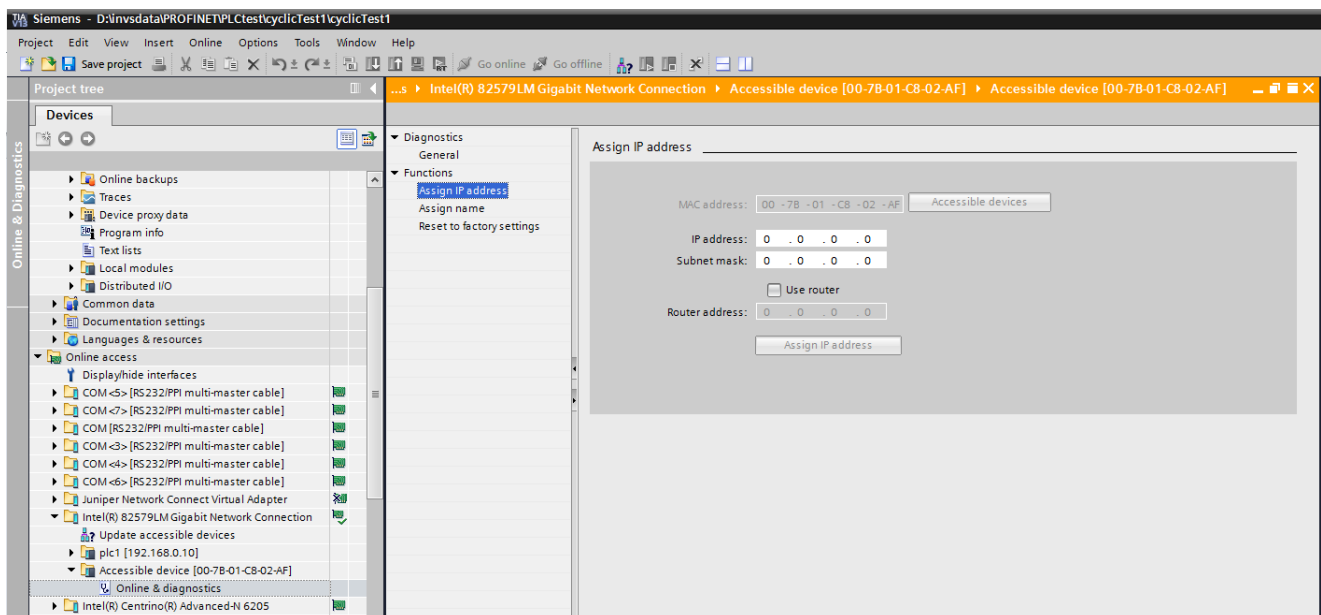 Siemens - D:\invsdata\PROFINET\PLCtest\cyclicTest1\cyclicTest1
Project Edit View Insert Online Options Tools Window Help
Save project Go online Go offline
Project tree
...s Intel(R) 82579LM Gigabit Network Connection Accessible device [00-7B-01-C8-02-AF] Accessible device [00-7B-01-C8-02-AF]
Devices
Online & Diagnostics
Online backups
Traces
Device proxy data
Program info
Text lists
Local modules
Distributed I/O
Common data
Documentation settings
Languages & resources
Online access
Display/hide interfaces
COM <5> [RS232/PPI multi-master cable]
COM <7> [RS232/PPI multi-master cable]
COM [RS232/PPI multi-master cable]
COM <3> [RS232/PPI multi-master cable]
COM <4> [RS232/PPI multi-master cable]
COM <6> [RS232/PPI multi-master cable]
Juniper Network Connect Virtual Adapter
Intel(R) 82579LM Gigabit Network Connection
Update accessible devices
plc1 [192.168.0.10]
Accessible device [00-7B-01-C8-02-AF]
Online & diagnostics
Intel(R) Centrino(R) Advanced-N 6205
Diagnostics
General
Functions
Assign IP address
Assign name
Reset to factory settings
Assign IP address
MAC address: 00 - 7B - 01 - C8 - 02 - AF Accessible devices
IP address: 0 . 0 . 0 . 0
Subnet mask: 0 . 0 . 0 . 0
Use router
Router address: 0 . 0 . 0 . 0
Assign IP address